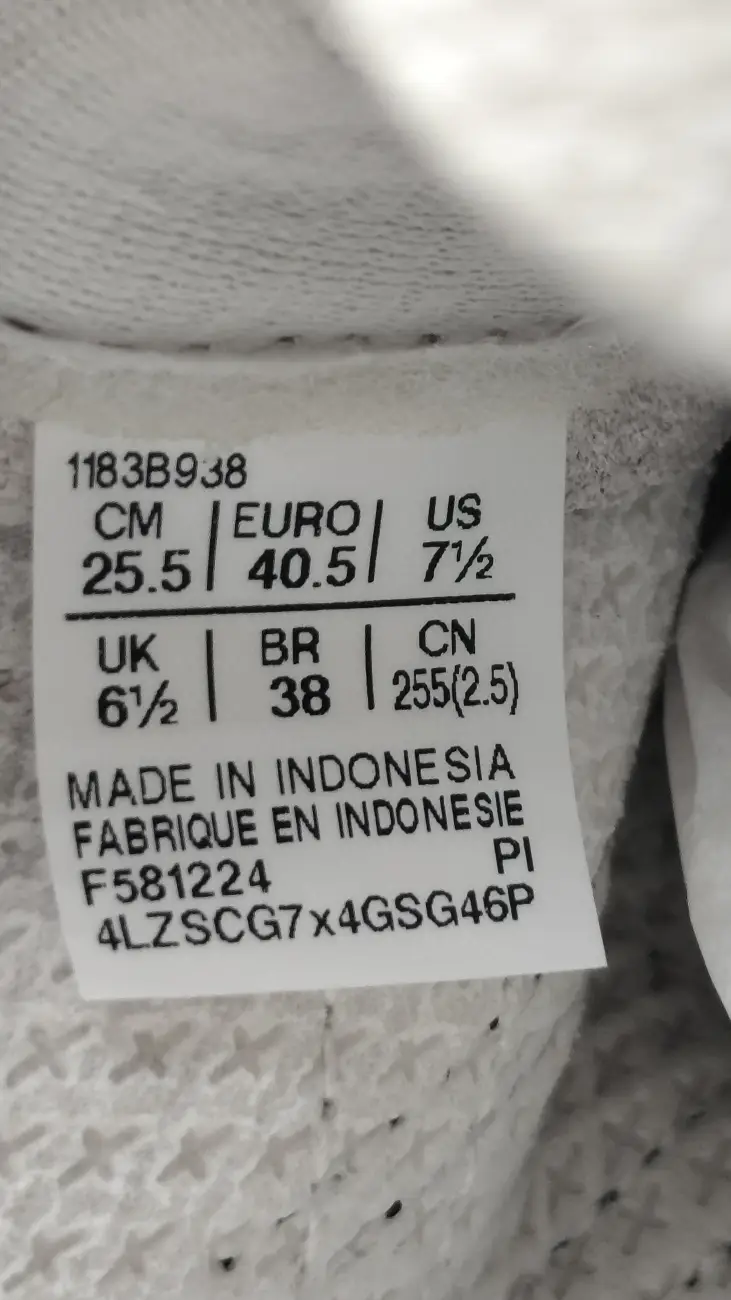 1183B938
CM | EURO | US
25.5 | 40.5 | 7½
UK | BR | CN
6½ | 38 | 255(2.5)
MADE IN INDONESIA
FABRIQUE EN INDONESIE
F581224 PI
4LZSCG7x4GSG46P